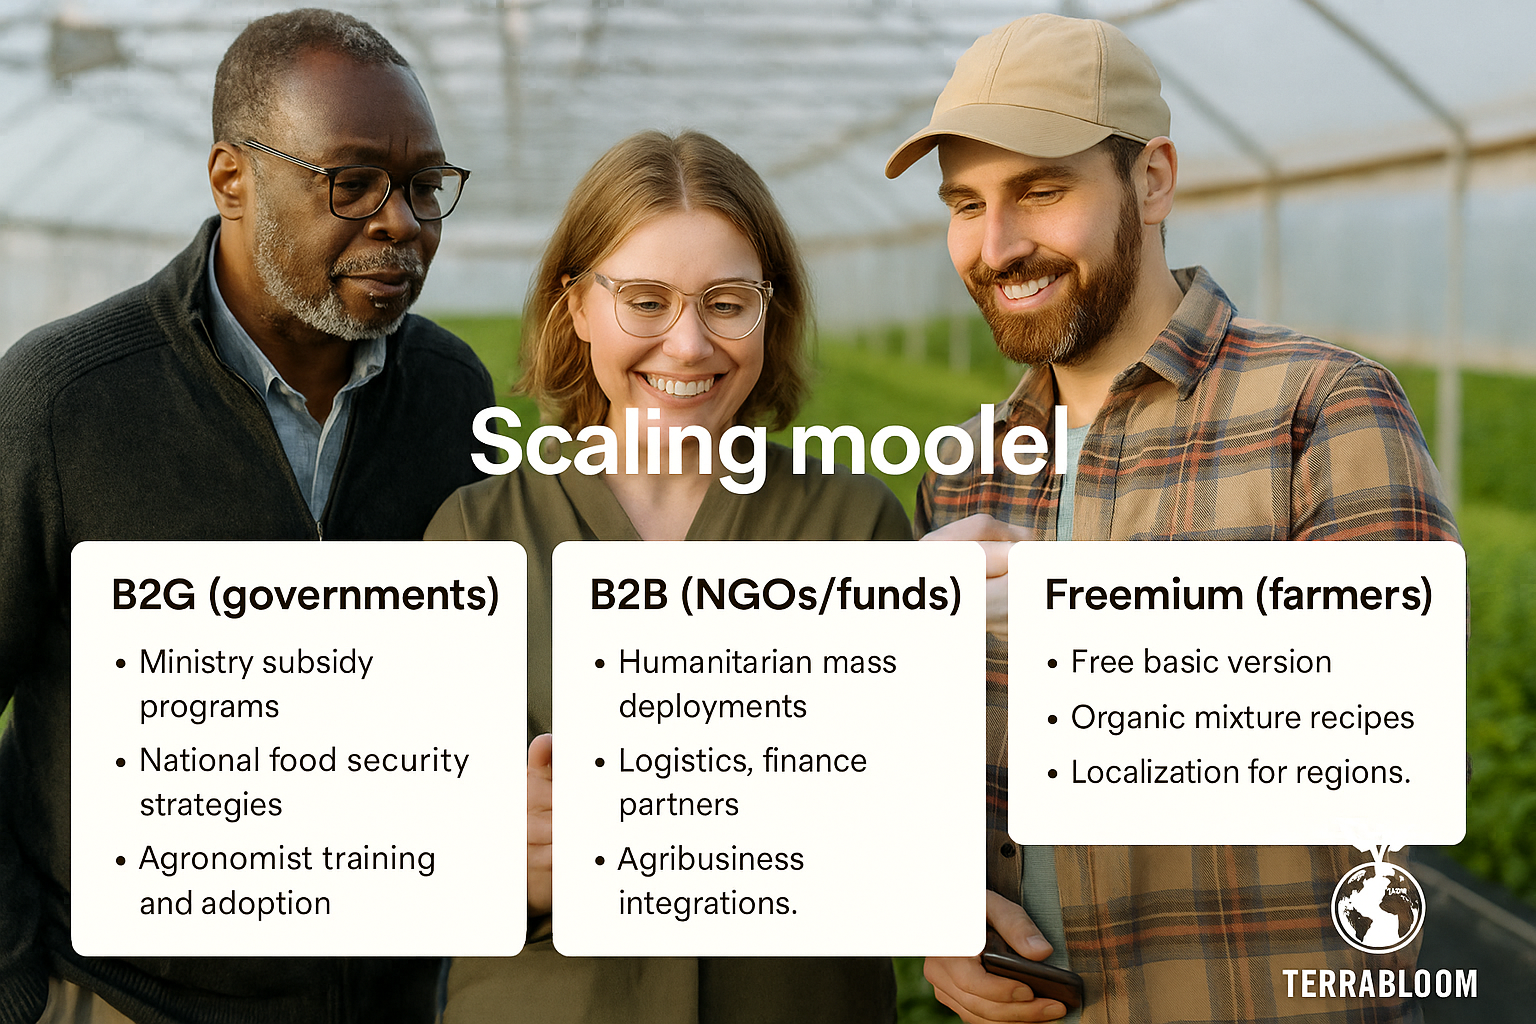 Scaling moolel
B2G (governments)
• Ministry subsidy
programs
• National food security
strategies
• Agronomist training
and adoption
B2B (NGOs/funds)
• Humanitarian mass
deployments
• Logistics, finance
partners
• Agribusiness
integrations.
Freemium (farmers)
• Free basic version
• Organic mixture recipes
• Localization for regions.
TERRABLOOM